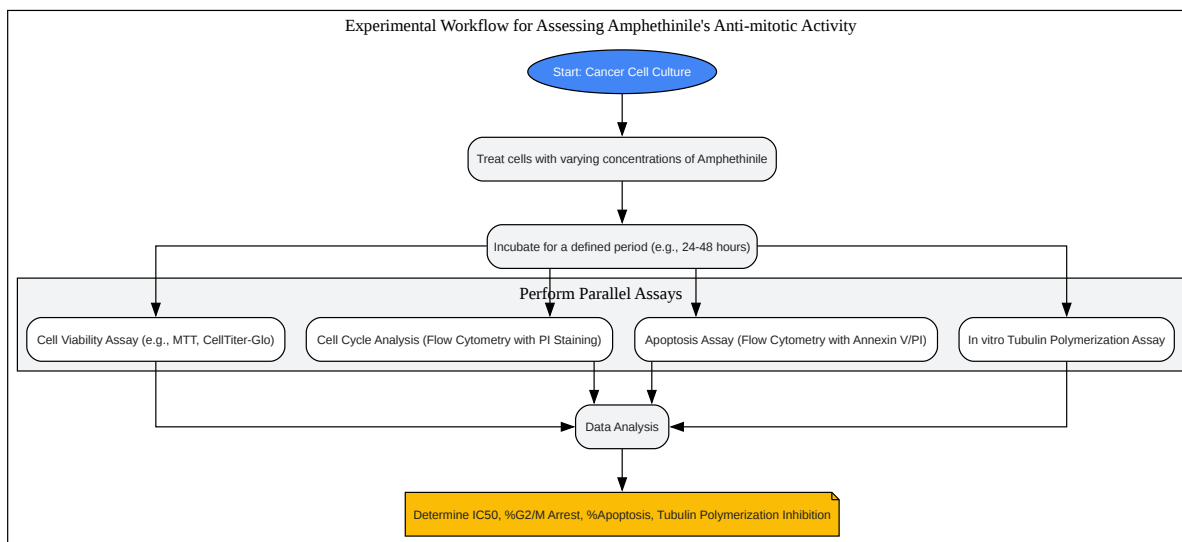 Experimental Workflow for Assessing Amphethinile's Anti-mitotic Activity
Start: Cancer Cell Culture
Treat cells with varying concentrations of Amphethinile
Incubate for a defined period (e.g., 24-48 hours)
Perform Parallel Assays
Cell Viability Assay (e.g., MTT, CellTiter-Glo)
Cell Cycle Analysis (Flow Cytometry with PI Staining)
Apoptosis Assay (Flow Cytometry with Annexin V/PI)
In vitro Tubulin Polymerization Assay
Data Analysis
Determine IC50, %G2/M Arrest, %Apoptosis, Tubulin Polymerization Inhibition